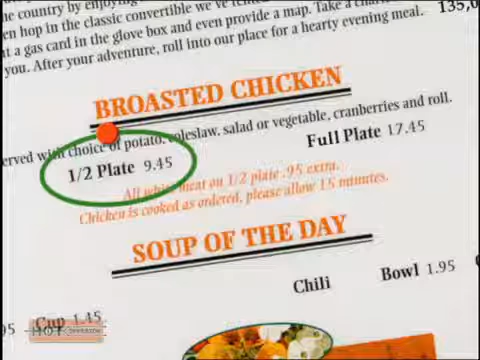 the country by enjoying
en hop in the classic convertible we've
t a gas card in the glove box and even provide a map. Take a
you. After your adventure, roll into our place for a hearty evening meal.
135,0
BROASTED CHICKEN
erved with choice of potato, coleslaw, salad or vegetable, cranberries and roll.
1/2 Plate 9.45
Full Plate 17.45
All white meat on 1/2 plate .95 extra.
Chicken is cooked as ordered, please allow 15 minutes.
SOUP OF THE DAY
Chili
Bowl 1.95
95
Cup 1.45
HOT